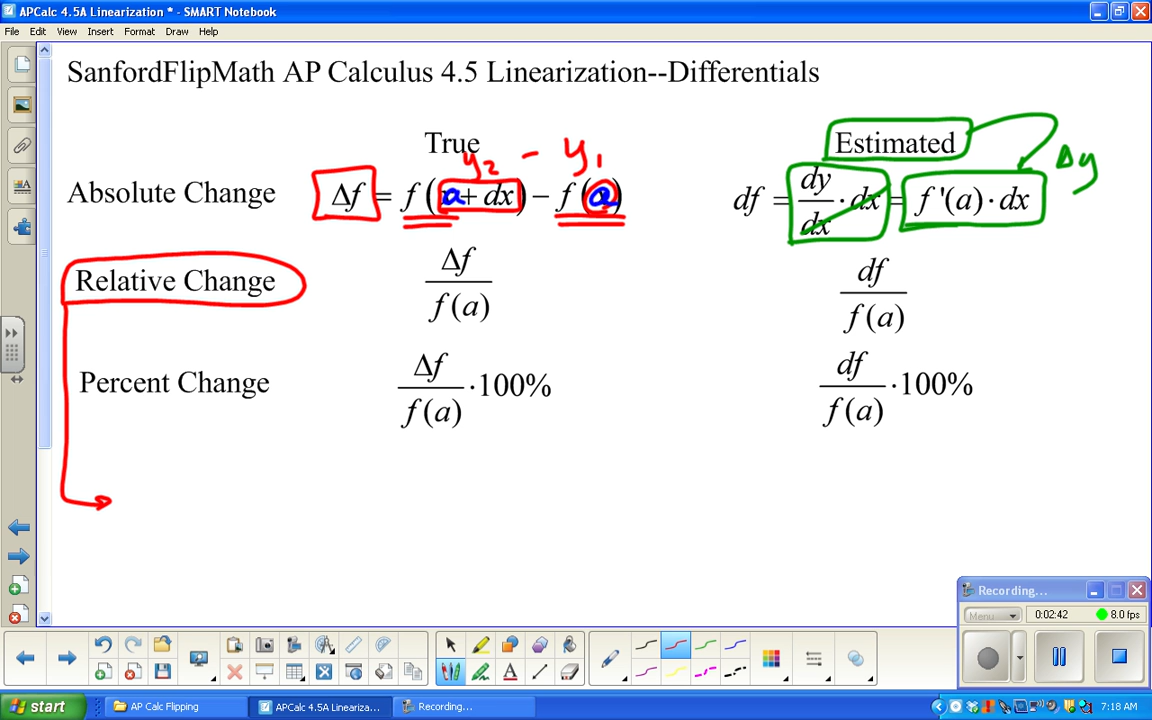 APCalc 4.5A Linearization * - SMART Notebook
File Edit View Insert Format Draw Help
SanfordFlipMath AP Calculus 4.5 Linearization--Differentials
True
Estimated
y₂ - y₁
Δy
Absolute Change Δf = f(a + dx) − f(a) df = dy/dx · dx = f '(a) · dx
Relative Change Δf/f(a) df/f(a)
Percent Change Δf/f(a) · 100% df/f(a) · 100%
Recording...
Menu 0:02:42 8.0 fps
start AP Calc Flipping APCalc 4.5A Lineariza... Recording... 7:18 AM